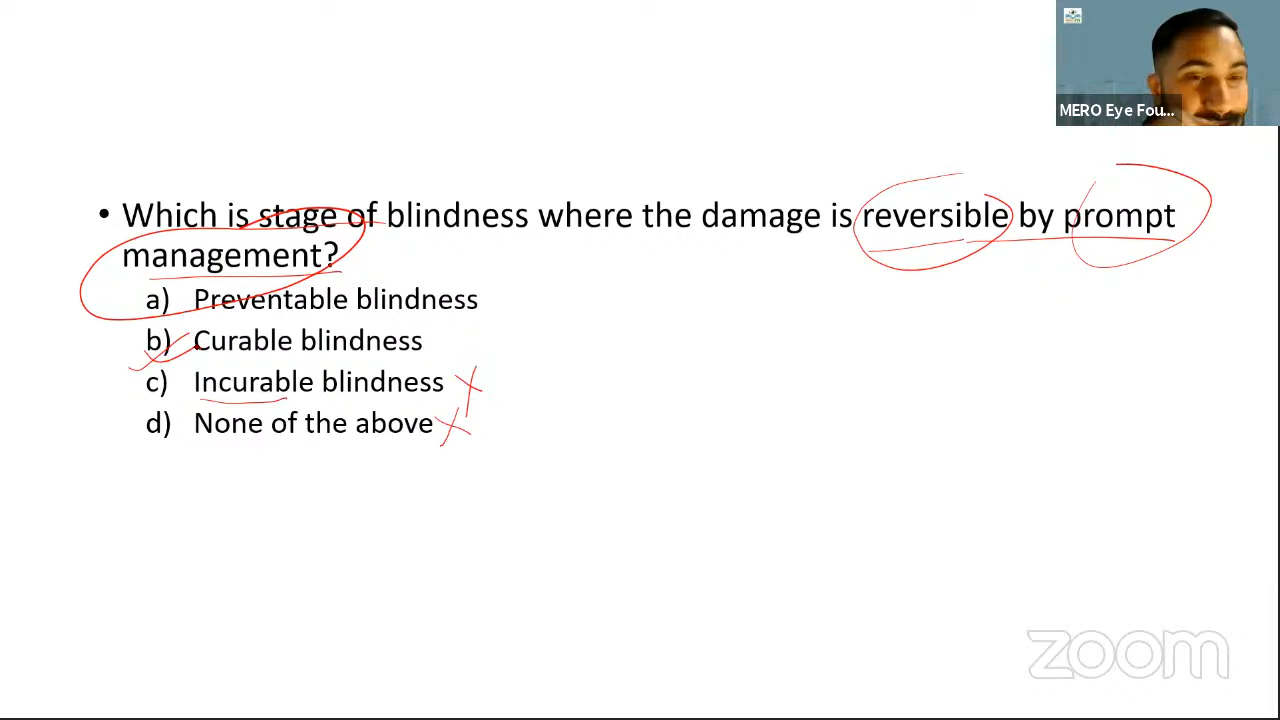 MERO Eye Fou...
• Which is stage of blindness where the damage is reversible by prompt
management?
a) Preventable blindness
b) Curable blindness
c) Incurable blindness
d) None of the above
zoom